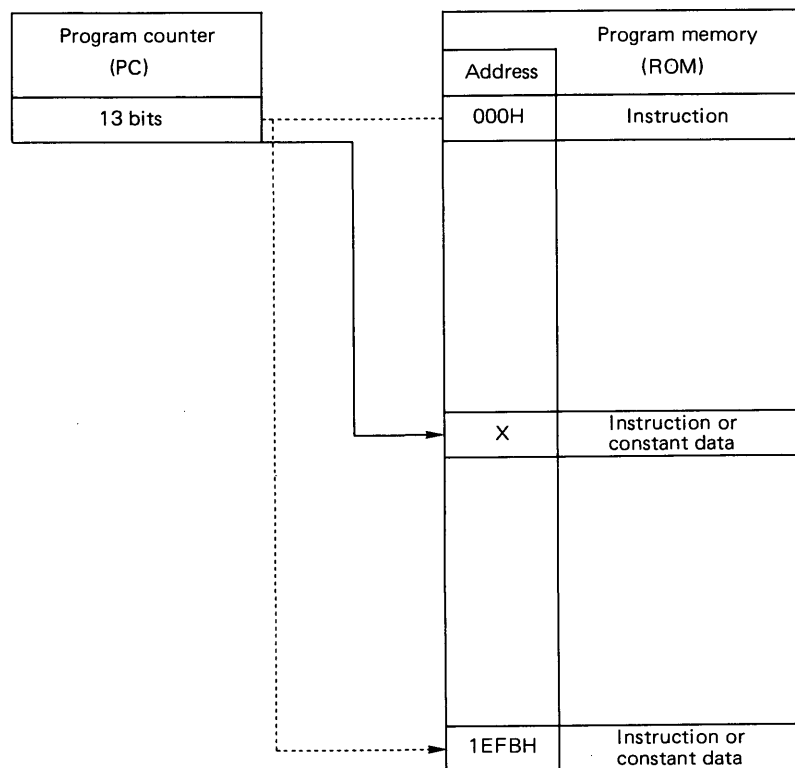 Program counter
(PC)
13 bits
Program memory
(ROM)
Address
000H
Instruction
X
Instruction or
constant data
1EFBH
Instruction or
constant data